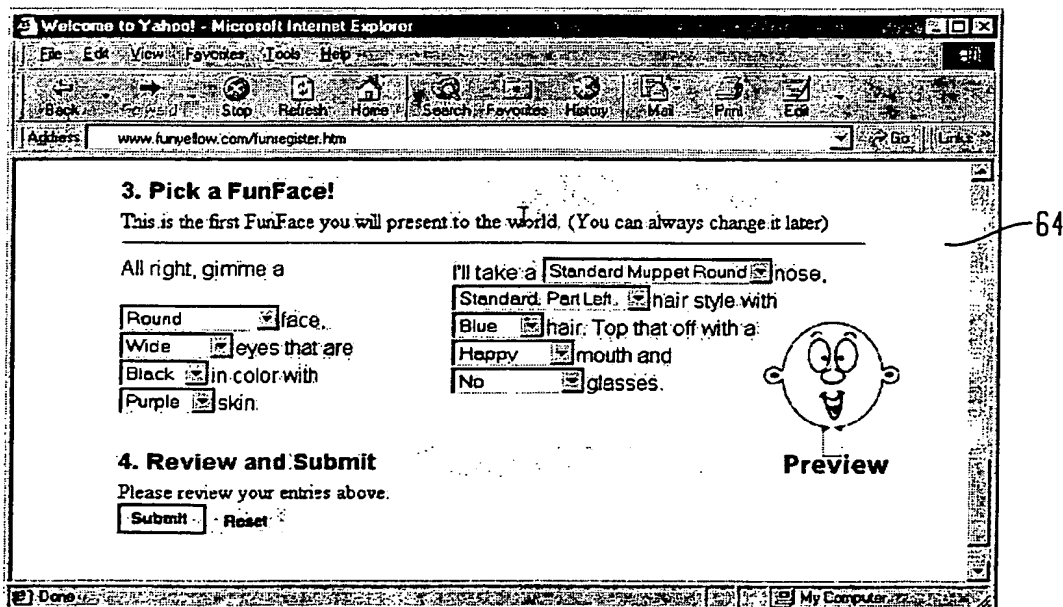 Welcome to Yahoo! - Microsoft Internet Explorer
File Edit View Favorites Tools Help
Back Forward Stop Refresh Home Search Favorites History Mail Print Edit
Address www.funyellow.com/funregister.htm Go Links »
3. Pick a FunFace!
This is the first FunFace you will present to the world. (You can always change it later)
64
All right, gimme a
Round face,
Wide eyes that are
Black in color with
Purple skin.
I'll take a Standard Muppet Round nose,
Standard, Part Left, hair style with
Blue hair. Top that off with a
Happy mouth and
No glasses.
Preview
4. Review and Submit
Please review your entries above.
Submit Reset
Done My Computer